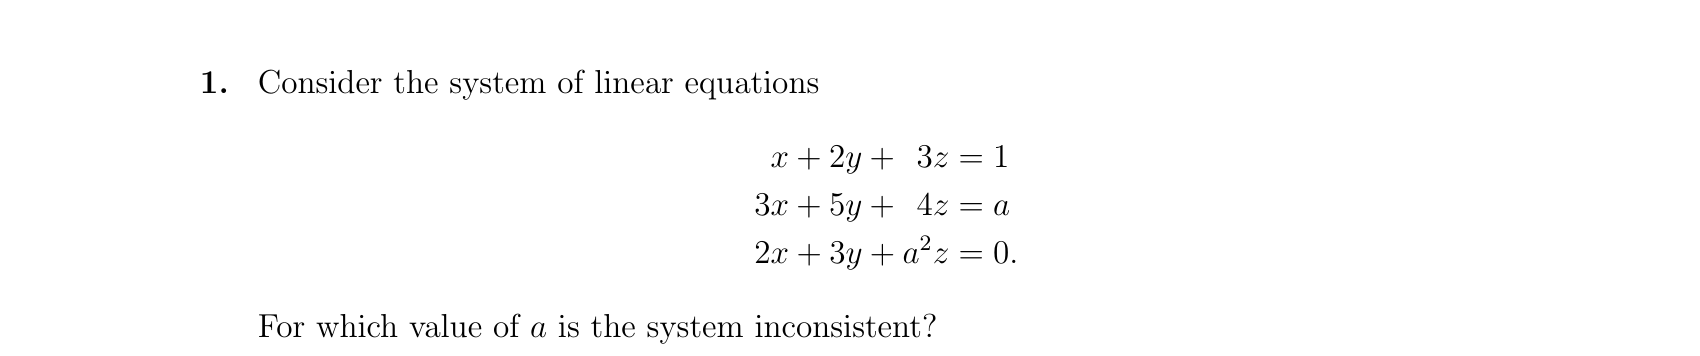 1. Consider the system of linear equations
x + 2y + 3z = 1
3x + 5y + 4z = a
2x + 3y + a²z = 0.
For which value of a is the system inconsistent?